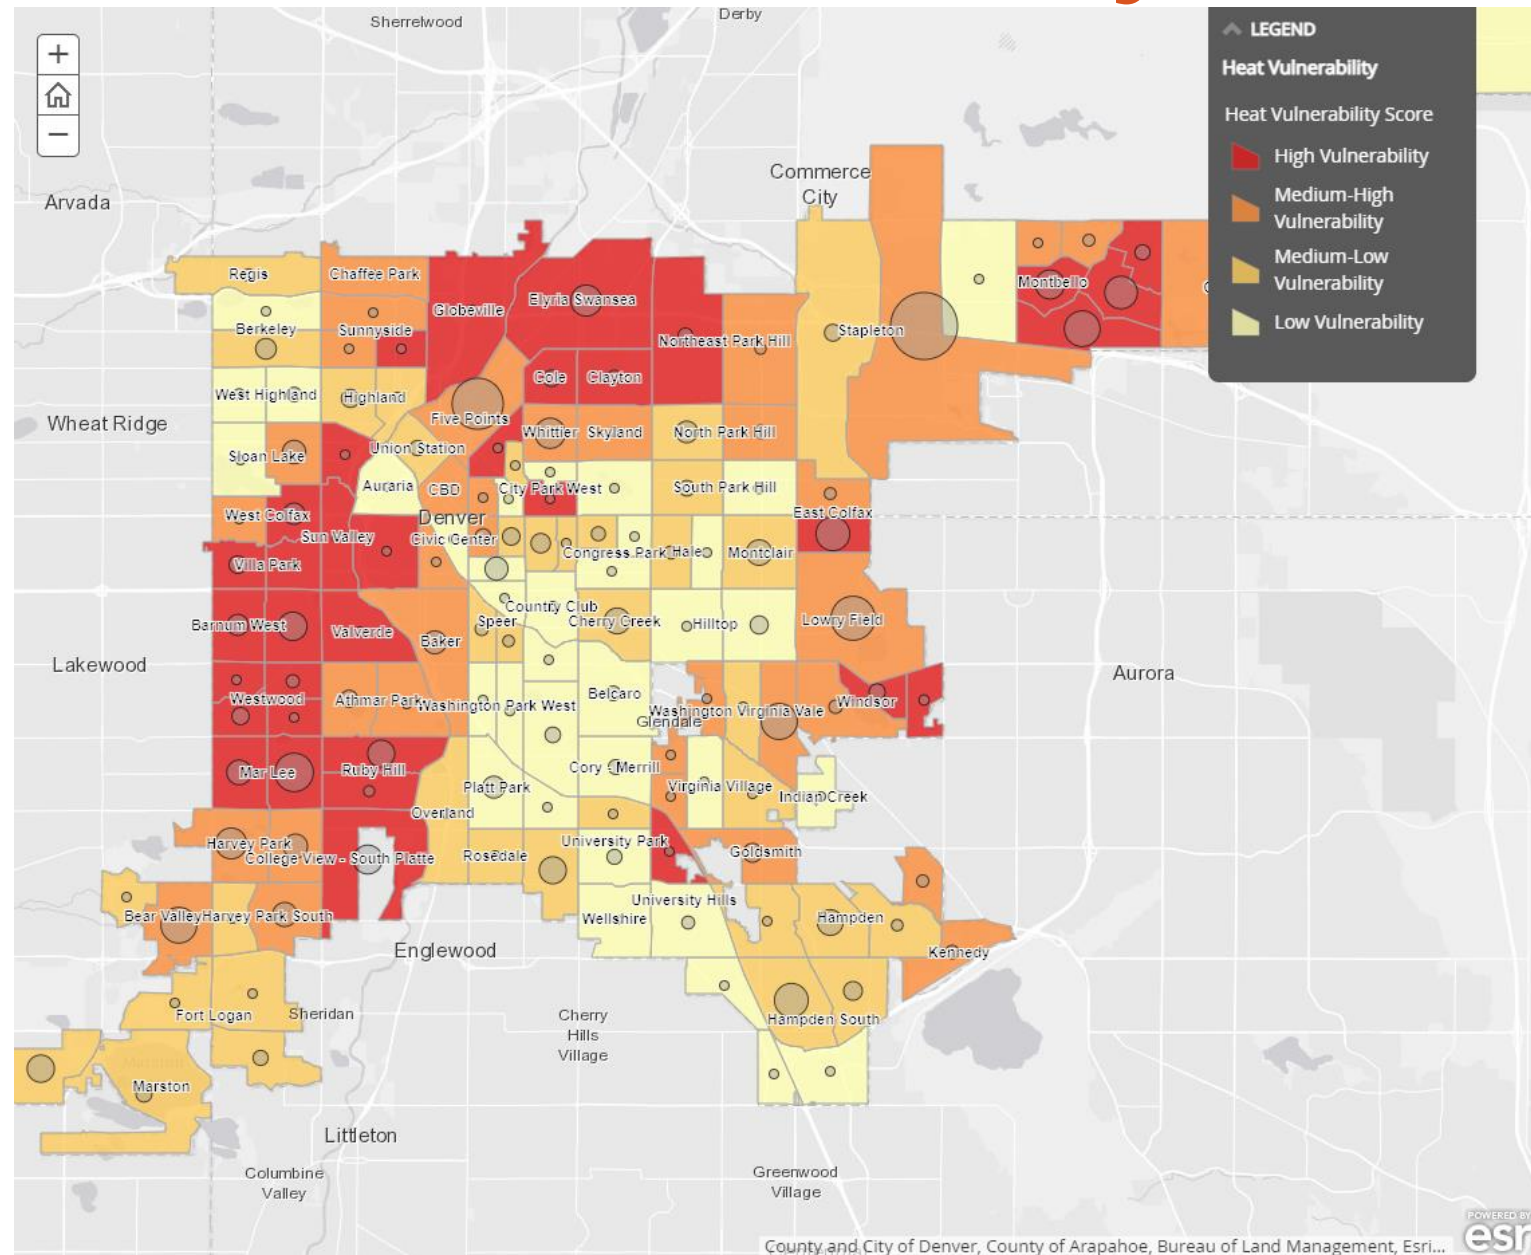 Sherrelwood
Derby
+
−
LEGEND
Heat Vulnerability
Heat Vulnerability Score
High Vulnerability
Medium-High
Vulnerability
Medium-Low
Vulnerability
Low Vulnerability
Arvada
Commerce
City
Regis
Chaffee Park
Globeville
Elyria Swansea
Montbello
Berkeley
Sunnyside
Northeast Park Hill
Stapleton
Cole
Clayton
West Highland
Highland
Wheat Ridge
Five Points
Whittier
Skyland
North Park Hill
Union Station
Sloan Lake
Auraria
CBD
City Park West
South Park Hill
West Colfax
Denver
East Colfax
Sun Valley
Civic Center
Congress Park
Hale
Montclair
Villa Park
Country Club
Barnum West
Valverde
Speer
Cherry Creek
Hilltop
Lowry Field
Baker
Lakewood
Aurora
Westwood
Athmar Park
Washington Park West
Belcaro
Washington Virginia Vale
Windsor
Glendale
Mar Lee
Ruby Hill
Cory - Merrill
Platt Park
Virginia Village
Indian Creek
Overland
Harvey Park
College View - South Platte
Rosedale
University Park
Goldsmith
University Hills
Bear Valley
Harvey Park South
Wellshire
Hampden
Englewood
Kennedy
Fort Logan
Sheridan
Cherry
Hills
Village
Hampden South
Marston
Littleton
Columbine
Valley
Greenwood
Village
POWERED BY
esri
County and City of Denver, County of Arapahoe, Bureau of Land Management, Esri...